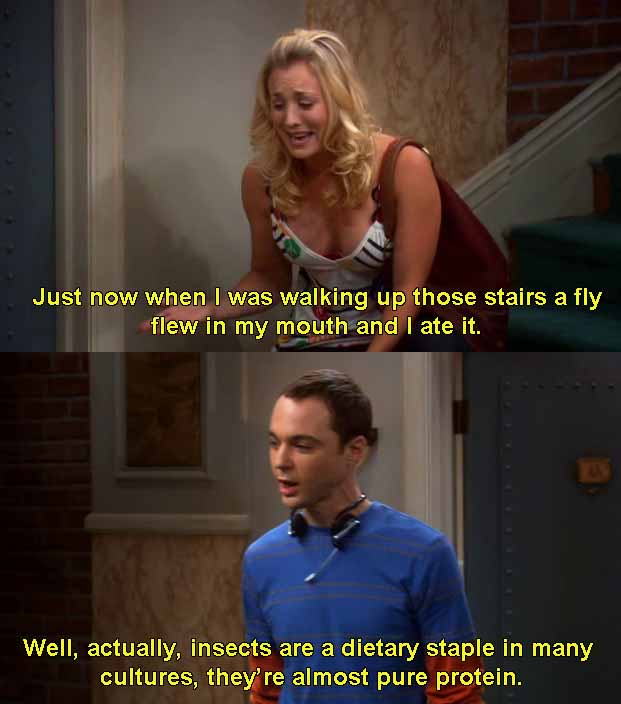 Just now when I was walking up those stairs a fly
flew in my mouth and I ate it.
Well, actually, insects are a dietary staple in many
cultures, they're almost pure protein.